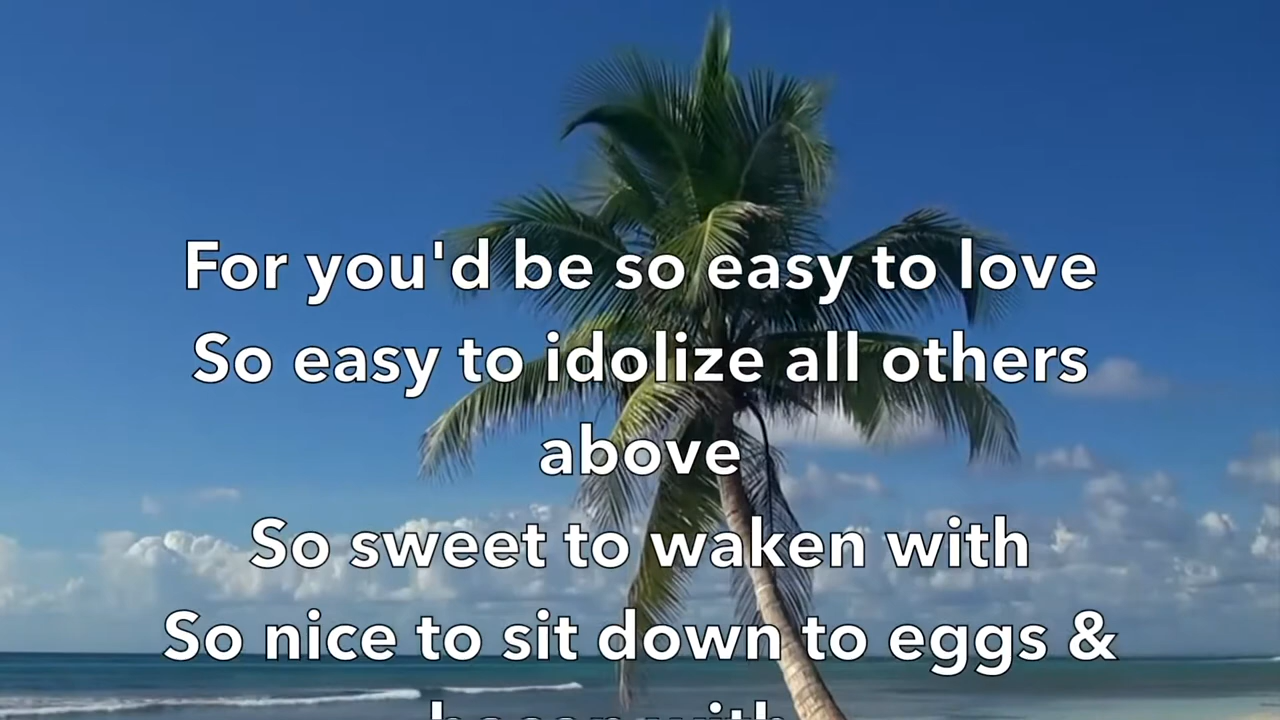 For you'd be so easy to love
So easy to idolize all others
above
So sweet to waken with
So nice to sit down to eggs &